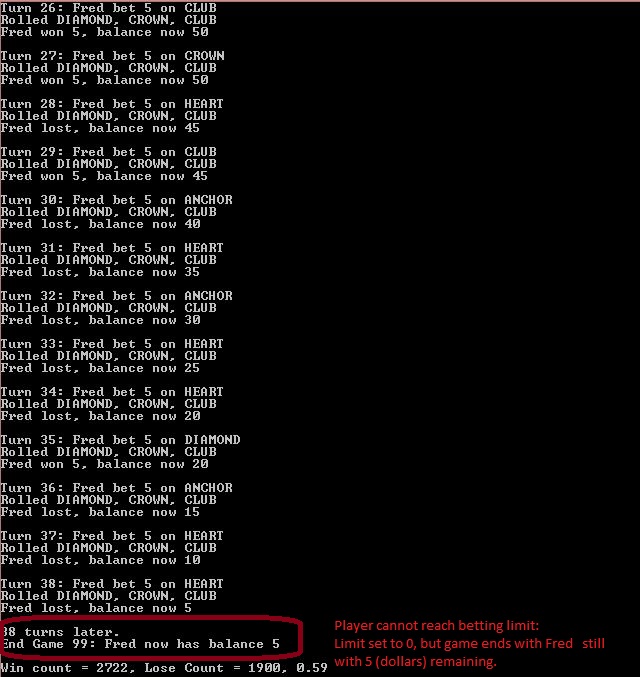 Turn 26: Fred bet 5 on CLUB
Rolled DIAMOND, CROWN, CLUB
Fred won 5, balance now 50
Turn 27: Fred bet 5 on CROWN
Rolled DIAMOND, CROWN, CLUB
Fred won 5, balance now 50
Turn 28: Fred bet 5 on HEART
Rolled DIAMOND, CROWN, CLUB
Fred lost, balance now 45
Turn 29: Fred bet 5 on CLUB
Rolled DIAMOND, CROWN, CLUB
Fred won 5, balance now 45
Turn 30: Fred bet 5 on ANCHOR
Rolled DIAMOND, CROWN, CLUB
Fred lost, balance now 40
Turn 31: Fred bet 5 on HEART
Rolled DIAMOND, CROWN, CLUB
Fred lost, balance now 35
Turn 32: Fred bet 5 on ANCHOR
Rolled DIAMOND, CROWN, CLUB
Fred lost, balance now 30
Turn 33: Fred bet 5 on HEART
Rolled DIAMOND, CROWN, CLUB
Fred lost, balance now 25
Turn 34: Fred bet 5 on HEART
Rolled DIAMOND, CROWN, CLUB
Fred lost, balance now 20
Turn 35: Fred bet 5 on DIAMOND
Rolled DIAMOND, CROWN, CLUB
Fred won 5, balance now 20
Turn 36: Fred bet 5 on ANCHOR
Rolled DIAMOND, CROWN, CLUB
Fred lost, balance now 15
Turn 37: Fred bet 5 on HEART
Rolled DIAMOND, CROWN, CLUB
Fred lost, balance now 10
Turn 38: Fred bet 5 on HEART
Rolled DIAMOND, CROWN, CLUB
Fred lost, balance now 5
38 turns later.
End Game 99: Fred now has balance 5
Win count = 2722, Lose Count = 1900, 0.59
Player cannot reach betting limit:
Limit set to 0, but game ends with Fred still
with 5 (dollars) remaining.